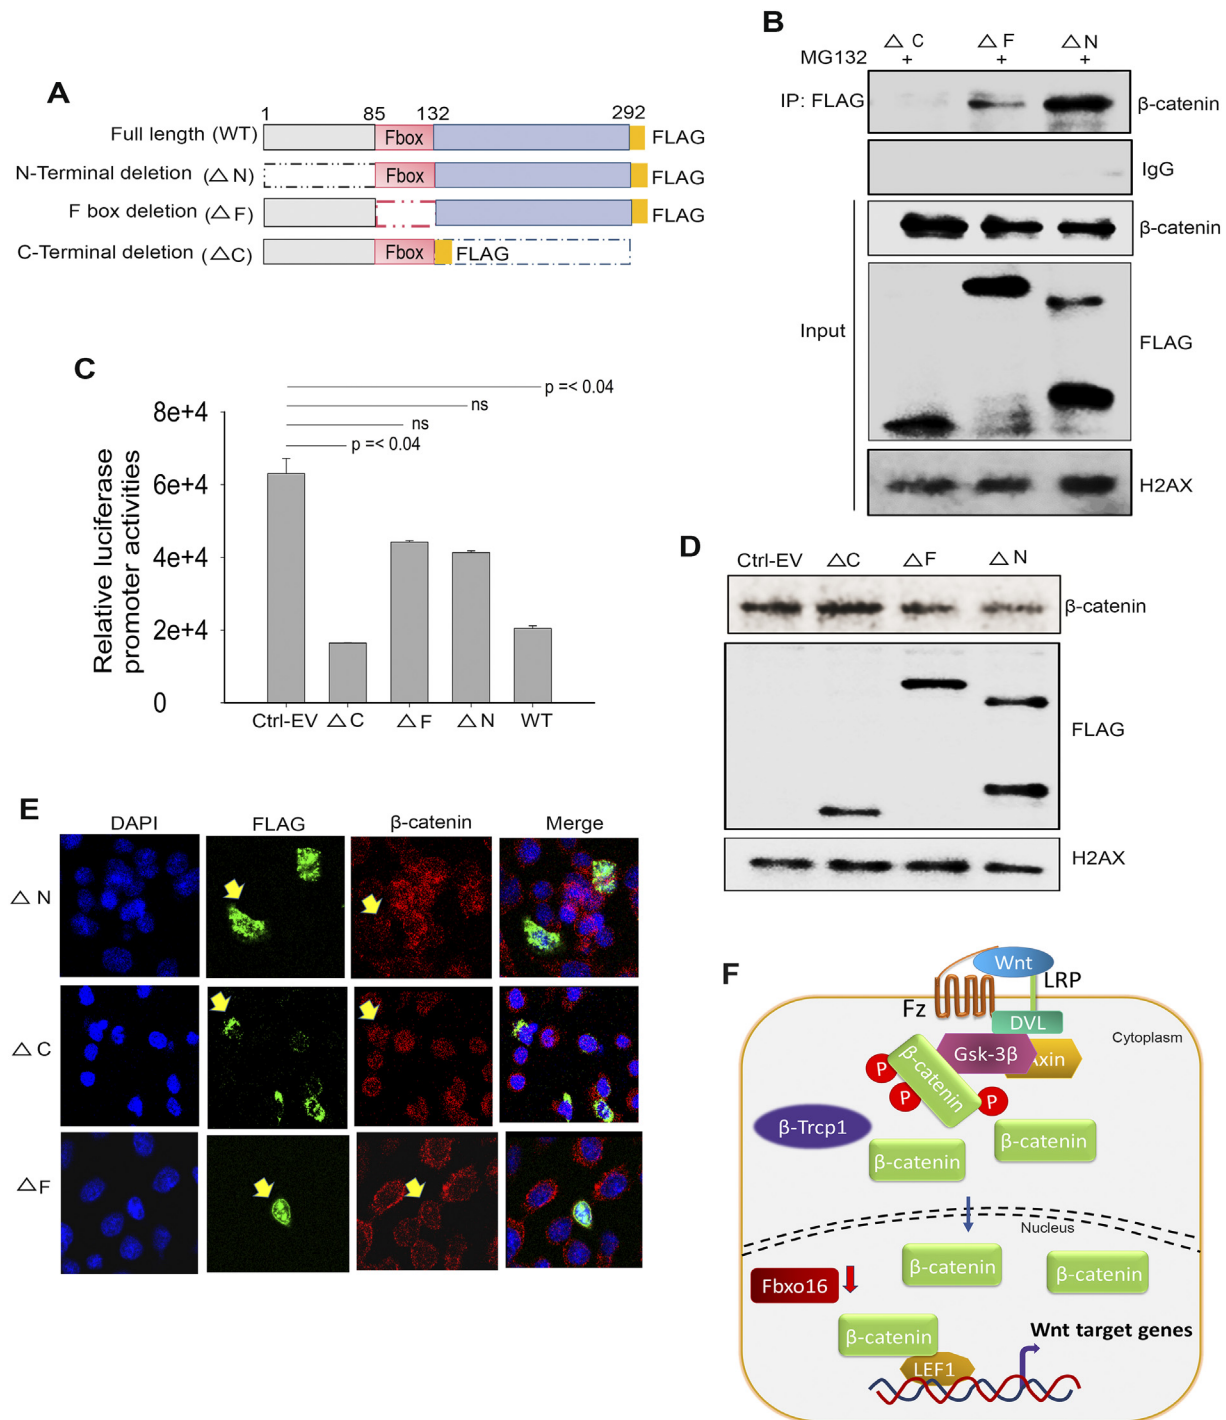 A
1 85 132 292
Full length (WT) Fbox FLAG
N-Terminal deletion (△ N) Fbox FLAG
F box deletion (△ F) FLAG
C-Terminal deletion (△C) Fbox FLAG
B
△ C △ F △ N
MG132 + + +
IP: FLAG β-catenin
IgG
β-catenin
Input FLAG
H2AX
C
Relative luciferase
promoter activities
8e+4
6e+4
4e+4
2e+4
0
p =< 0.04
ns
ns
p =< 0.04
Ctrl-EV △ C △ F △ N WT
D
Ctrl-EV △C △F △ N
β-catenin
FLAG
H2AX
E
DAPI FLAG β-catenin Merge
△ N
△ C
△F
F
Wnt
LRP
Fz
DVL
Cytoplasm
Gsk-3β
Axin
β-catenin
P
P
P
β-Trcp1
β-catenin
β-catenin
Nucleus
β-catenin
β-catenin
Fbxo16
β-catenin
Wnt target genes
LEF1